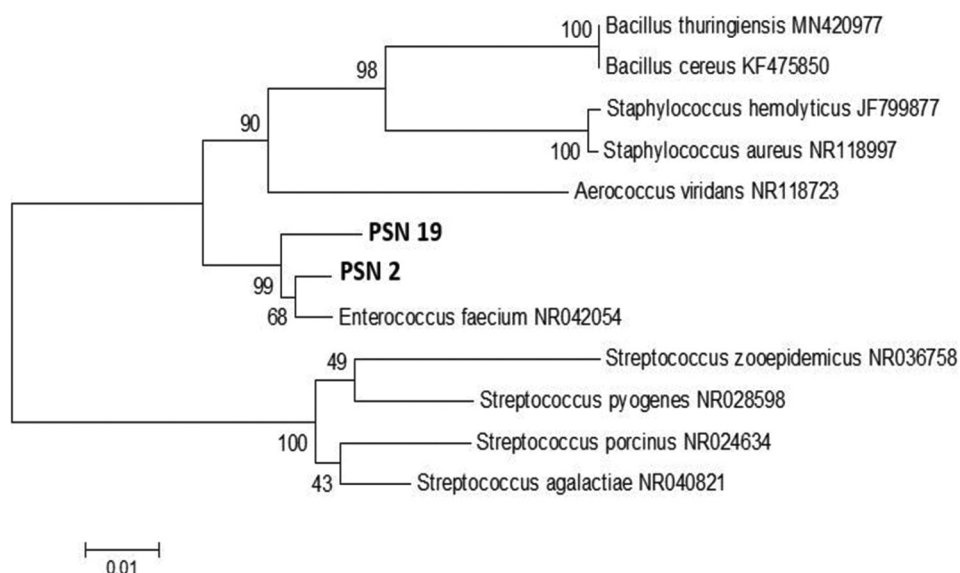 100
Bacillus thuringiensis MN420977
Bacillus cereus KF475850
98
Staphylococcus hemolyticus JF799877
90
100
Staphylococcus aureus NR118997
Aerococcus viridans NR118723
PSN 19
PSN 2
99
68
Enterococcus faecium NR042054
49
Streptococcus zooepidemicus NR036758
Streptococcus pyogenes NR028598
100
Streptococcus porcinus NR024634
43
Streptococcus agalactiae NR040821
0.01